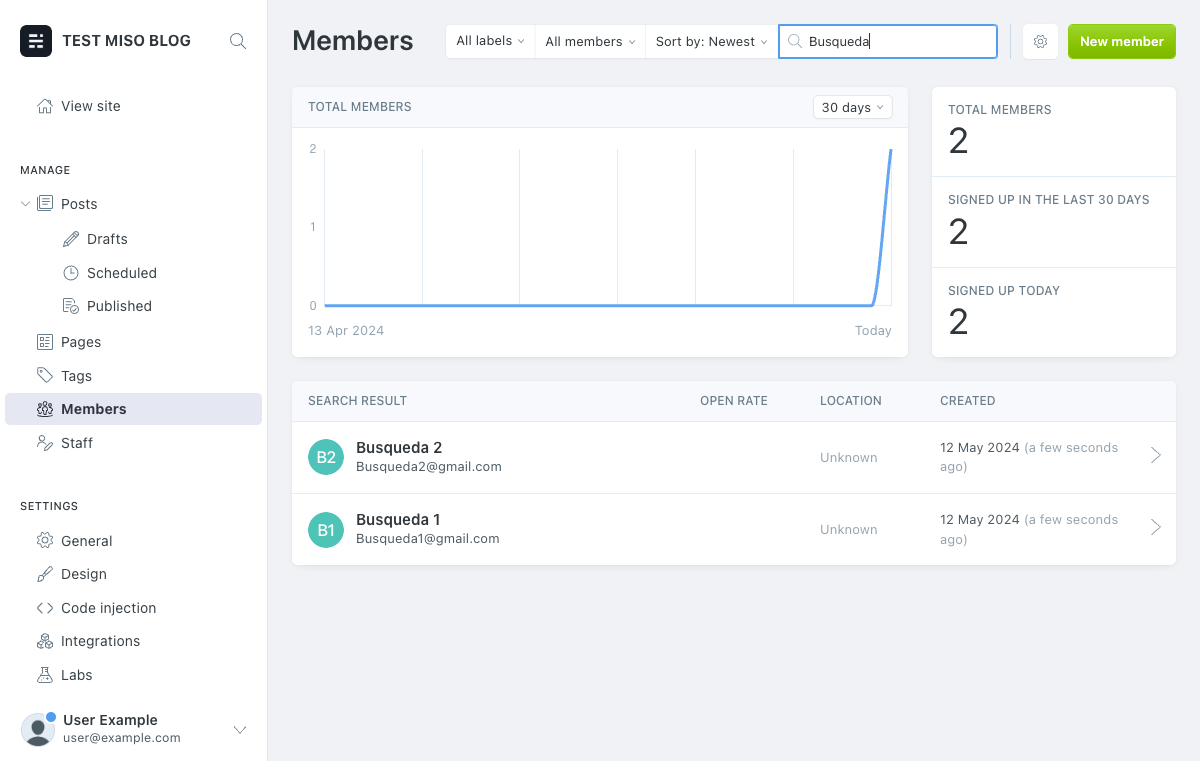 TEST MISO BLOG
View site
MANAGE
Posts
Drafts
Scheduled
Published
Pages
Tags
Members
Staff
SETTINGS
General
Design
Code injection
Integrations
Labs
User Example
user@example.com
Members
All labels
All members
Sort by: Newest
Busqueda
New member
TOTAL MEMBERS
30 days
2
1
0
13 Apr 2024
Today
TOTAL MEMBERS
2
SIGNED UP IN THE LAST 30 DAYS
2
SIGNED UP TODAY
2
SEARCH RESULT OPEN RATE LOCATION CREATED
B2
Busqueda 2
Busqueda2@gmail.com
Unknown
12 May 2024 (a few seconds
ago)
B1
Busqueda 1
Busqueda1@gmail.com
Unknown
12 May 2024 (a few seconds
ago)